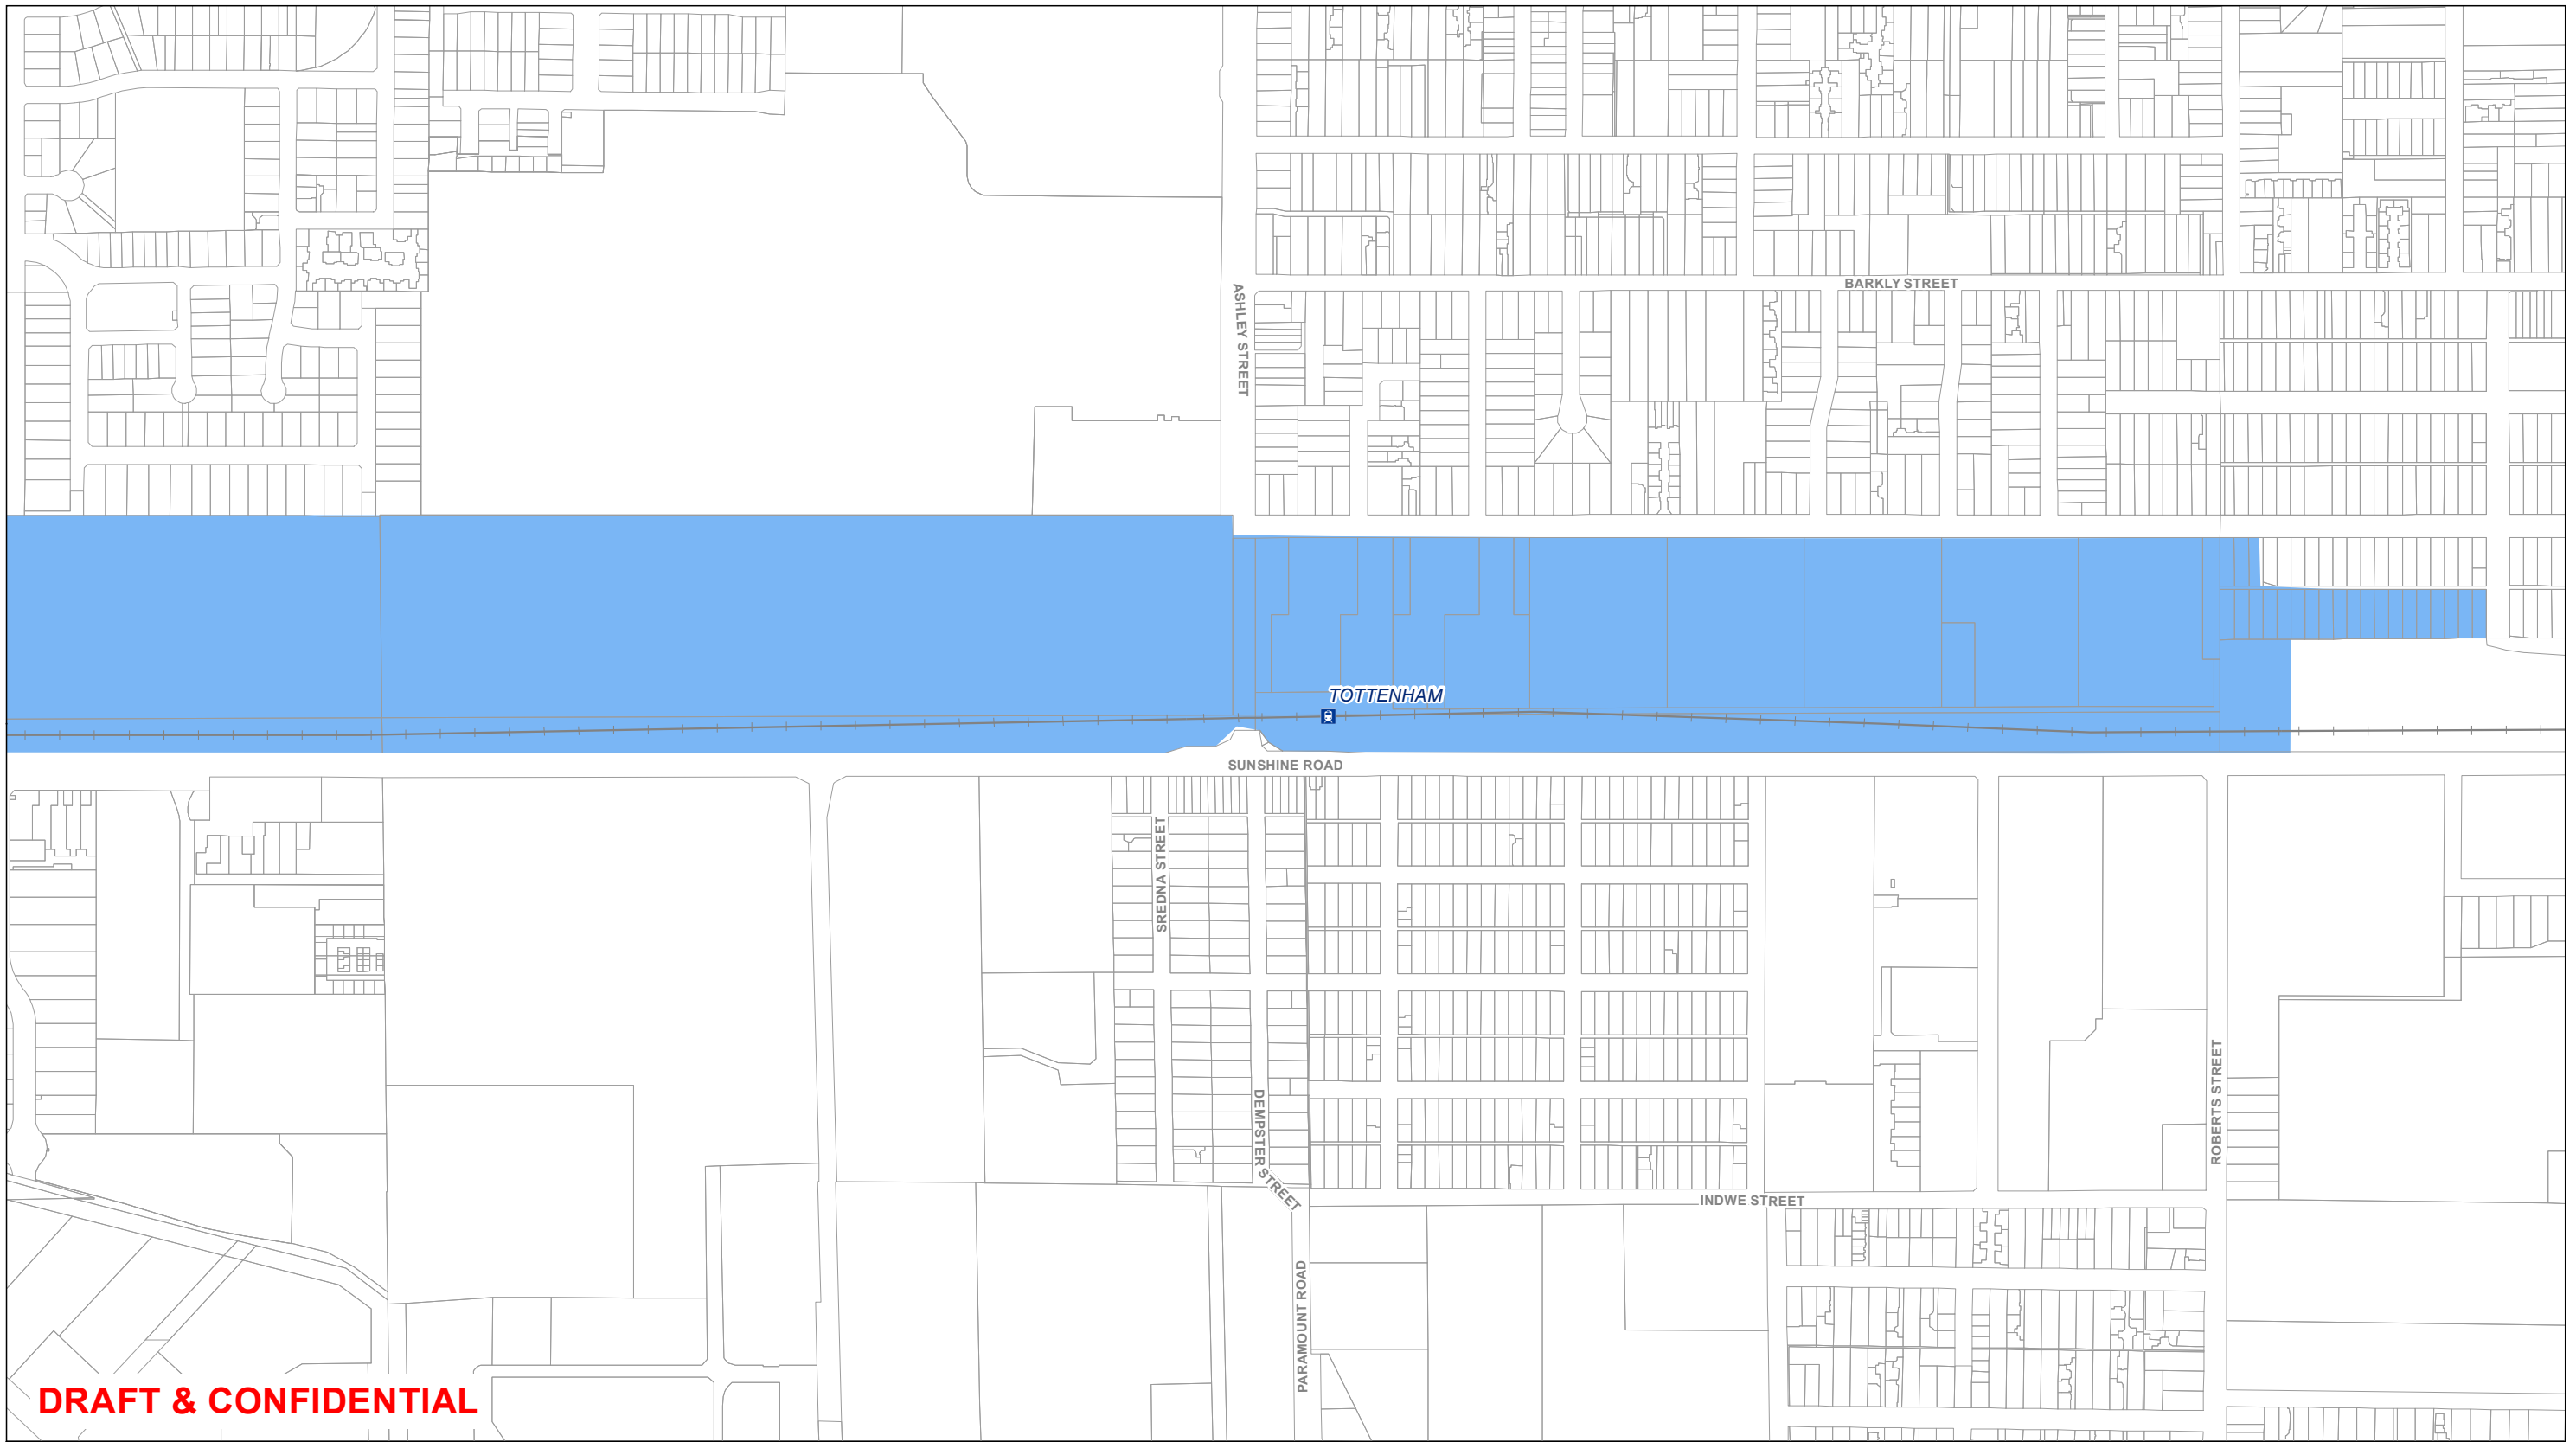 BARKLY STREET
ASHLEY STREET
TOTTENHAM
SUNSHINE ROAD
SREDNA STREET
DEMPSTER STREET
ROBERTS STREET
INDWE STREET
PARAMOUNT ROAD
DRAFT & CONFIDENTIAL